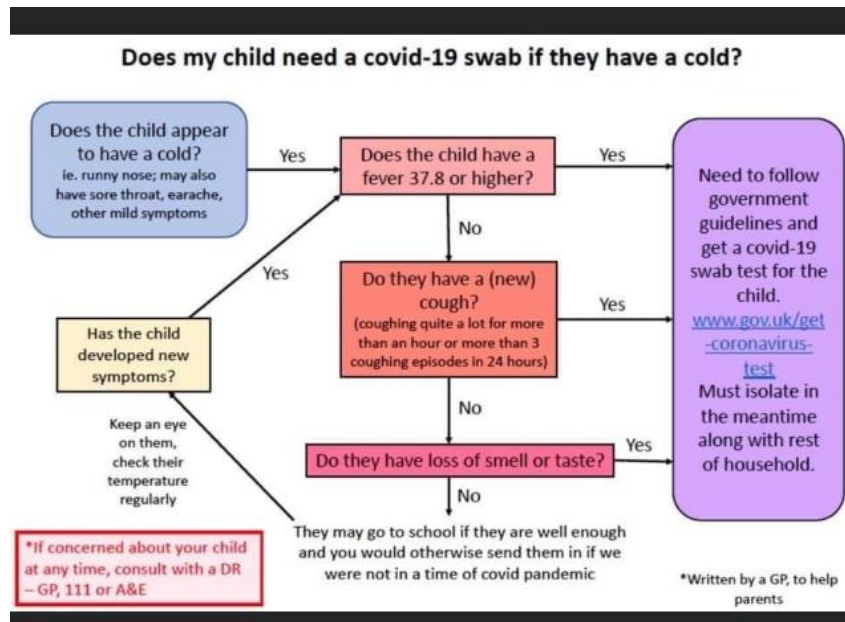 Does my child need a covid-19 swab if they have a cold?
Does the child appear
to have a cold?
ie. runny nose; may also
have sore throat, earache,
other mild symptoms
Yes
Does the child have a
fever 37.8 or higher?
Yes
Need to follow
government
guidelines and
get a covid-19
swab test for the
child.
www.gov.uk/get
-coronavirus-
test
Must isolate in
the meantime
along with rest
of household.
No
Yes
Do they have a (new)
cough?
(coughing quite a lot for more
than an hour or more than 3
coughing episodes in 24 hours)
Yes
Has the child
developed new
symptoms?
No
Keep an eye
on them,
check their
temperature
regularly
Do they have loss of smell or taste?
Yes
No
They may go to school if they are well enough
and you would otherwise send them in if we
were not in a time of covid pandemic
*If concerned about your child
at any time, consult with a DR
– GP, 111 or A&E
*Written by a GP, to help
parents